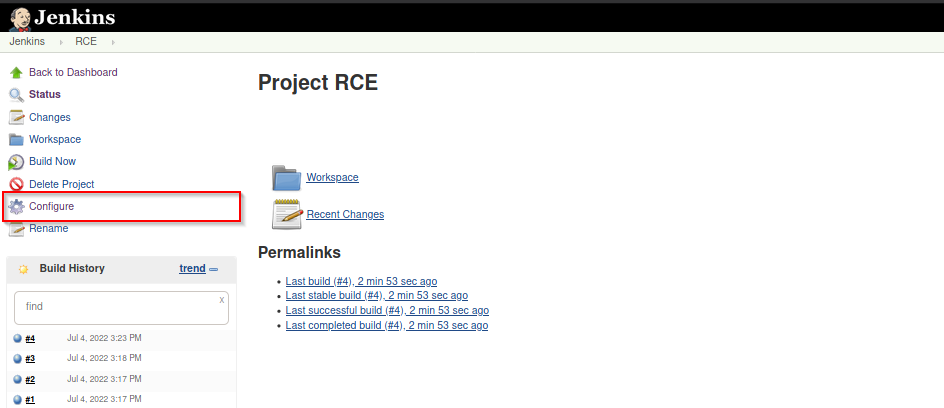 Jenkins
Jenkins RCE
Back to Dashboard
Status
Changes
Workspace
Build Now
Delete Project
Configure
Rename
Build History trend
find x
#4 Jul 4, 2022 3:23 PM
#3 Jul 4, 2022 3:18 PM
#2 Jul 4, 2022 3:17 PM
#1 Jul 4, 2022 3:17 PM
Project RCE
Workspace
Recent Changes
Permalinks
Last build (#4), 2 min 53 sec ago
Last stable build (#4), 2 min 53 sec ago
Last successful build (#4), 2 min 53 sec ago
Last completed build (#4), 2 min 53 sec ago